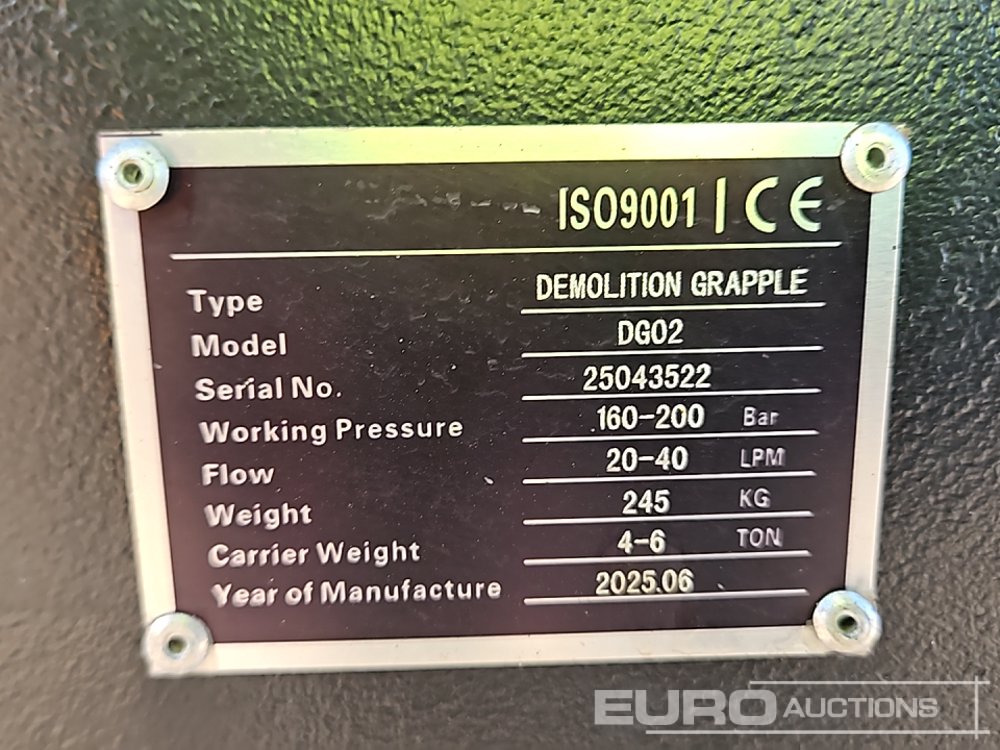 ISO9001 | CE
Type DEMOLITION GRAPPLE
Model DG02
Serial No. 25043522
Working Pressure 160-200 Bar
Flow 20-40 LPM
Weight 245 KG
Carrier Weight 4-6 TON
Year of Manufacture 2025.06
EURO AUCTIONS